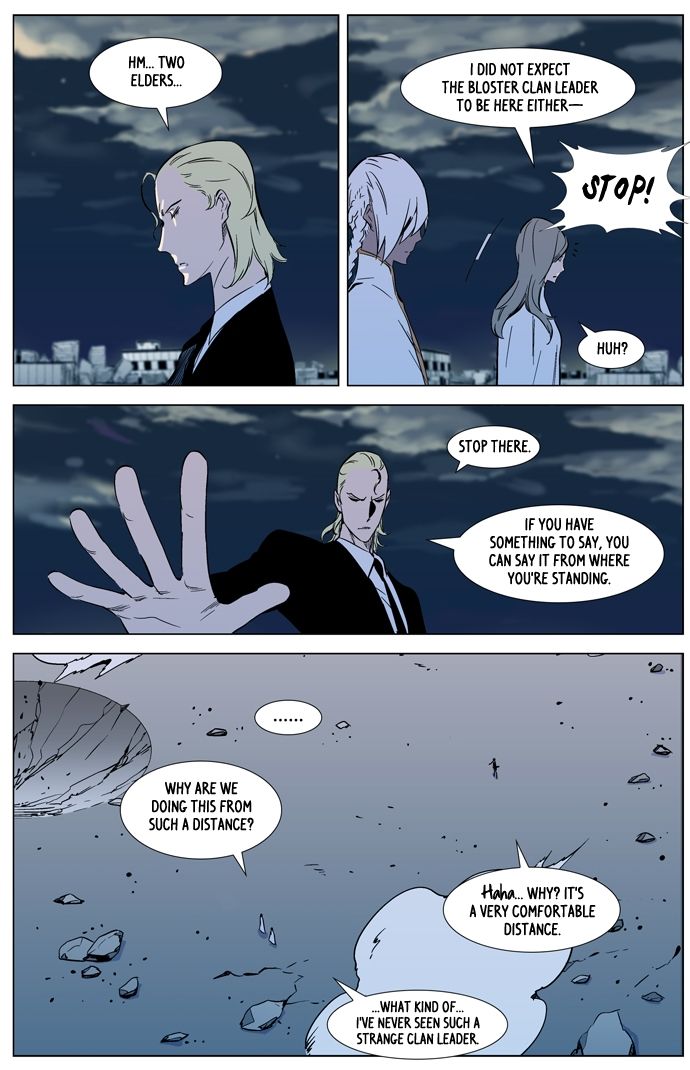 HM... TWO
ELDERS...
I DID NOT EXPECT
THE BLOSTER CLAN LEADER
TO BE HERE EITHER—
STOP!
HUH?
STOP THERE.
IF YOU HAVE
SOMETHING TO SAY, YOU
CAN SAY IT FROM WHERE
YOU'RE STANDING.
......
WHY ARE WE
DOING THIS FROM
SUCH A DISTANCE?
Haha... WHY? IT'S
A VERY COMFORTABLE
DISTANCE.
...WHAT KIND OF...
I'VE NEVER SEEN SUCH A
STRANGE CLAN LEADER.